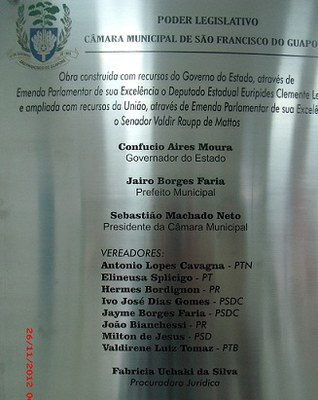 PODER LEGISLATIVO
CÂMARA MUNICIPAL DE SÃO FRANCISCO DO GUAPO
Obra construída com recursos do Governo do Estado, através de
Emenda Parlamentar de sua Excelência o Deputado Estadual Euripides Clemente Le
e ampliada com recursos da União, através de Emenda Parlamentar de sua Excelê
o Senador Valdir Raupp de Mattos
Confucio Aires Moura
Governador do Estado
Jairo Borges Faria
Prefeito Municipal
Sebastião Machado Neto
Presidente da Câmara Municipal
VEREADORES:
Antonio Lopes Cavagna - PTN
Elineusa Splicigo - PT
Hermes Bordignon - PR
Ivo José Dias Gomes - PSDC
Jayme Borges Faria - PSDC
João Bianchessi - PR
Milton de Jesus - PSD
Valdirene Luiz Tomaz - PTB
Fabricia Uchaki da Silva
Procuradora Jurídica
26/11/2012 0